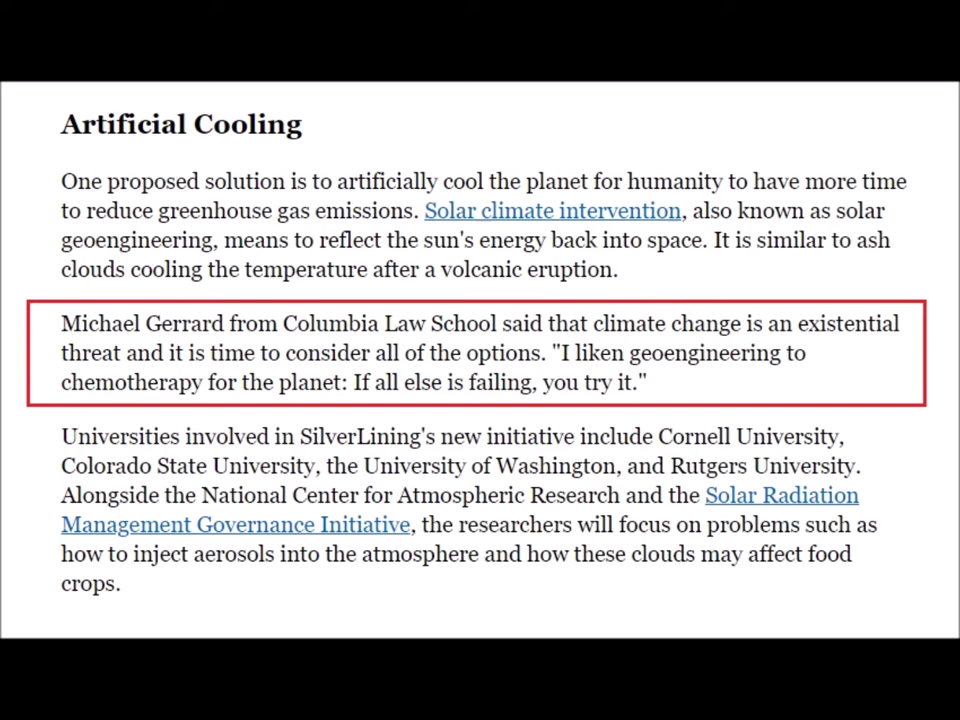 Artificial Cooling
One proposed solution is to artificially cool the planet for humanity to have more time
to reduce greenhouse gas emissions. Solar climate intervention, also known as solar
geoengineering, means to reflect the sun's energy back into space. It is similar to ash
clouds cooling the temperature after a volcanic eruption.
Michael Gerrard from Columbia Law School said that climate change is an existential
threat and it is time to consider all of the options. "I liken geoengineering to
chemotherapy for the planet: If all else is failing, you try it."
Universities involved in SilverLining's new initiative include Cornell University,
Colorado State University, the University of Washington, and Rutgers University.
Alongside the National Center for Atmospheric Research and the Solar Radiation
Management Governance Initiative, the researchers will focus on problems such as
how to inject aerosols into the atmosphere and how these clouds may affect food
crops.